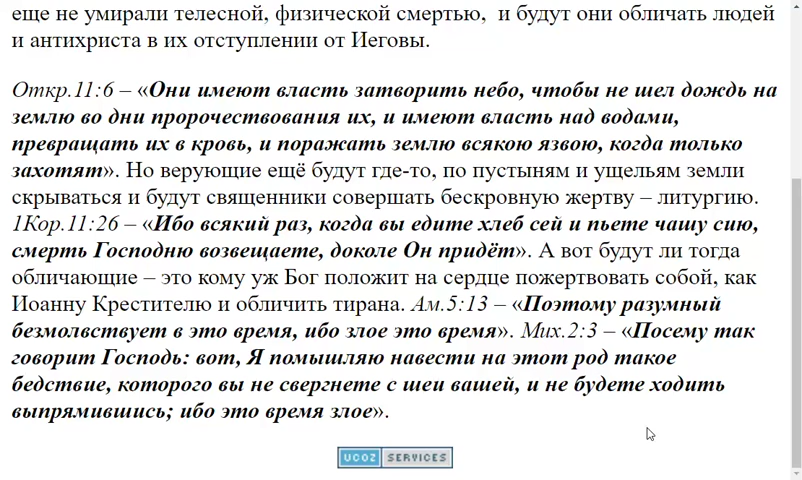 еще не умирали телесной, физической смертью, и будут они обличать людей
и антихриста в их отступлении от Иеговы.
Откр.11:6 – «Они имеют власть затворить небо, чтобы не шел дождь на
землю во дни пророчествования их, и имеют власть над водами,
превращать их в кровь, и поражать землю всякою язвою, когда только
захотят». Но верующие ещё будут где-то, по пустыням и ущельям земли
скрываться и будут священники совершать бескровную жертву – литургию.
1Кор.11:26 – «Ибо всякий раз, когда вы едите хлеб сей и пьете чашу сию,
смерть Господню возвещаете, доколе Он придёт». А вот будут ли тогда
обличающие – это кому уж Бог положит на сердце пожертвовать собой, как
Иоанну Крестителю и обличить тирана. Ам.5:13 – «Поэтому разумный
безмолвствует в это время, ибо злое это время». Мих.2:3 – «Посему так
говорит Господь: вот, Я помышляю навести на этот род такое
бедствие, которого вы не свергнете с шеи вашей, и не будете ходить
выпрямившись; ибо это время злое».
UCOZ SERVICES